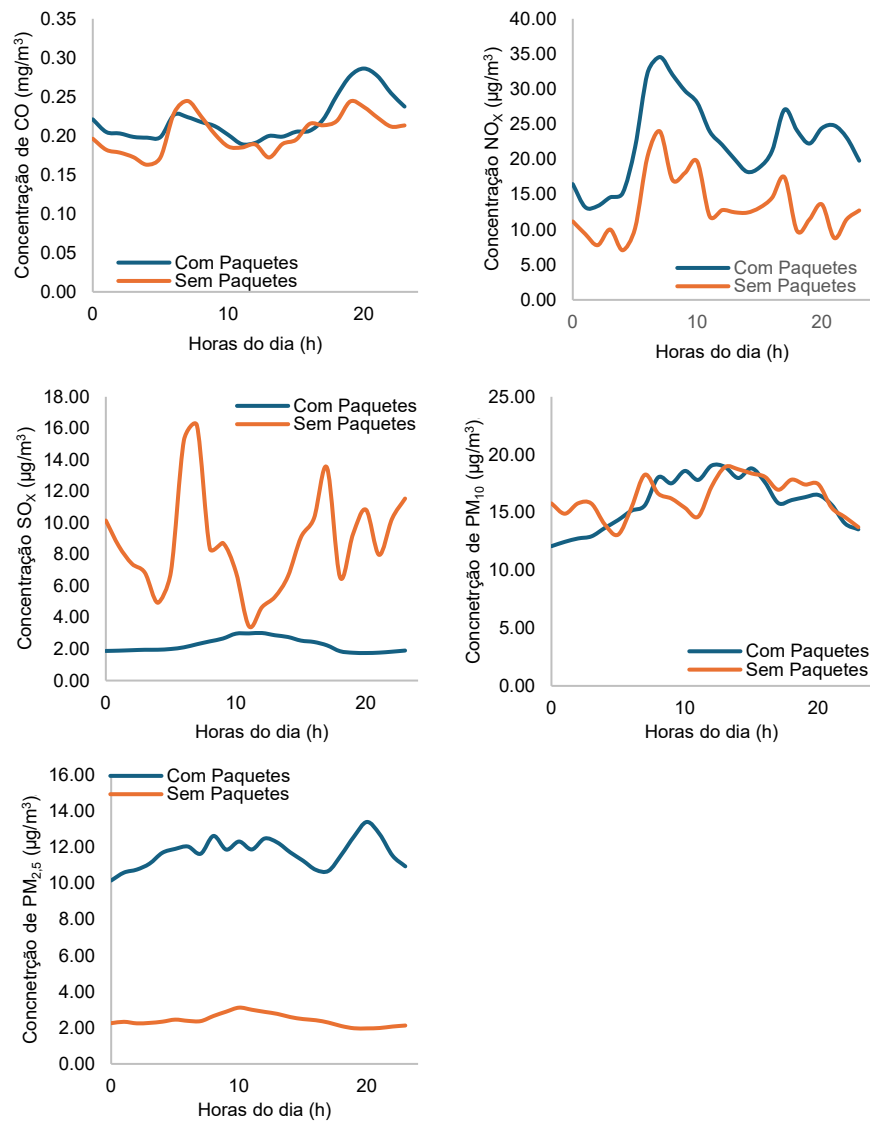 Concentração de CO (mg/m³)
0.35
0.30
0.25
0.20
0.15
0.10
0.05
0.00
Com Paquetes
Sem Paquetes
0 10 20
Horas do dia (h)
Concentração NOX (µg/m³)
40.00
35.00
30.00
25.00
20.00
15.00
10.00
5.00
0.00
Com Paquetes
Sem Paquetes
0 10 20
Horas do dia (h)
Concentração SOX (µg/m³)
18.00
16.00
14.00
12.00
10.00
8.00
6.00
4.00
2.00
0.00
Com Paquetes
Sem Paquetes
0 10 20
Horas do dia (h)
Concnetrção de PM10 (µg/m³)
25.00
20.00
15.00
10.00
5.00
0.00
Com Paquetes
Sem Paquetes
0 10 20
Horas do dia (h)
Concnetrção de PM2,5 (µg/m³)
16.00
14.00
12.00
10.00
8.00
6.00
4.00
2.00
0.00
Com Paquetes
Sem Paquetes
0 10 20
Horas do dia (h)